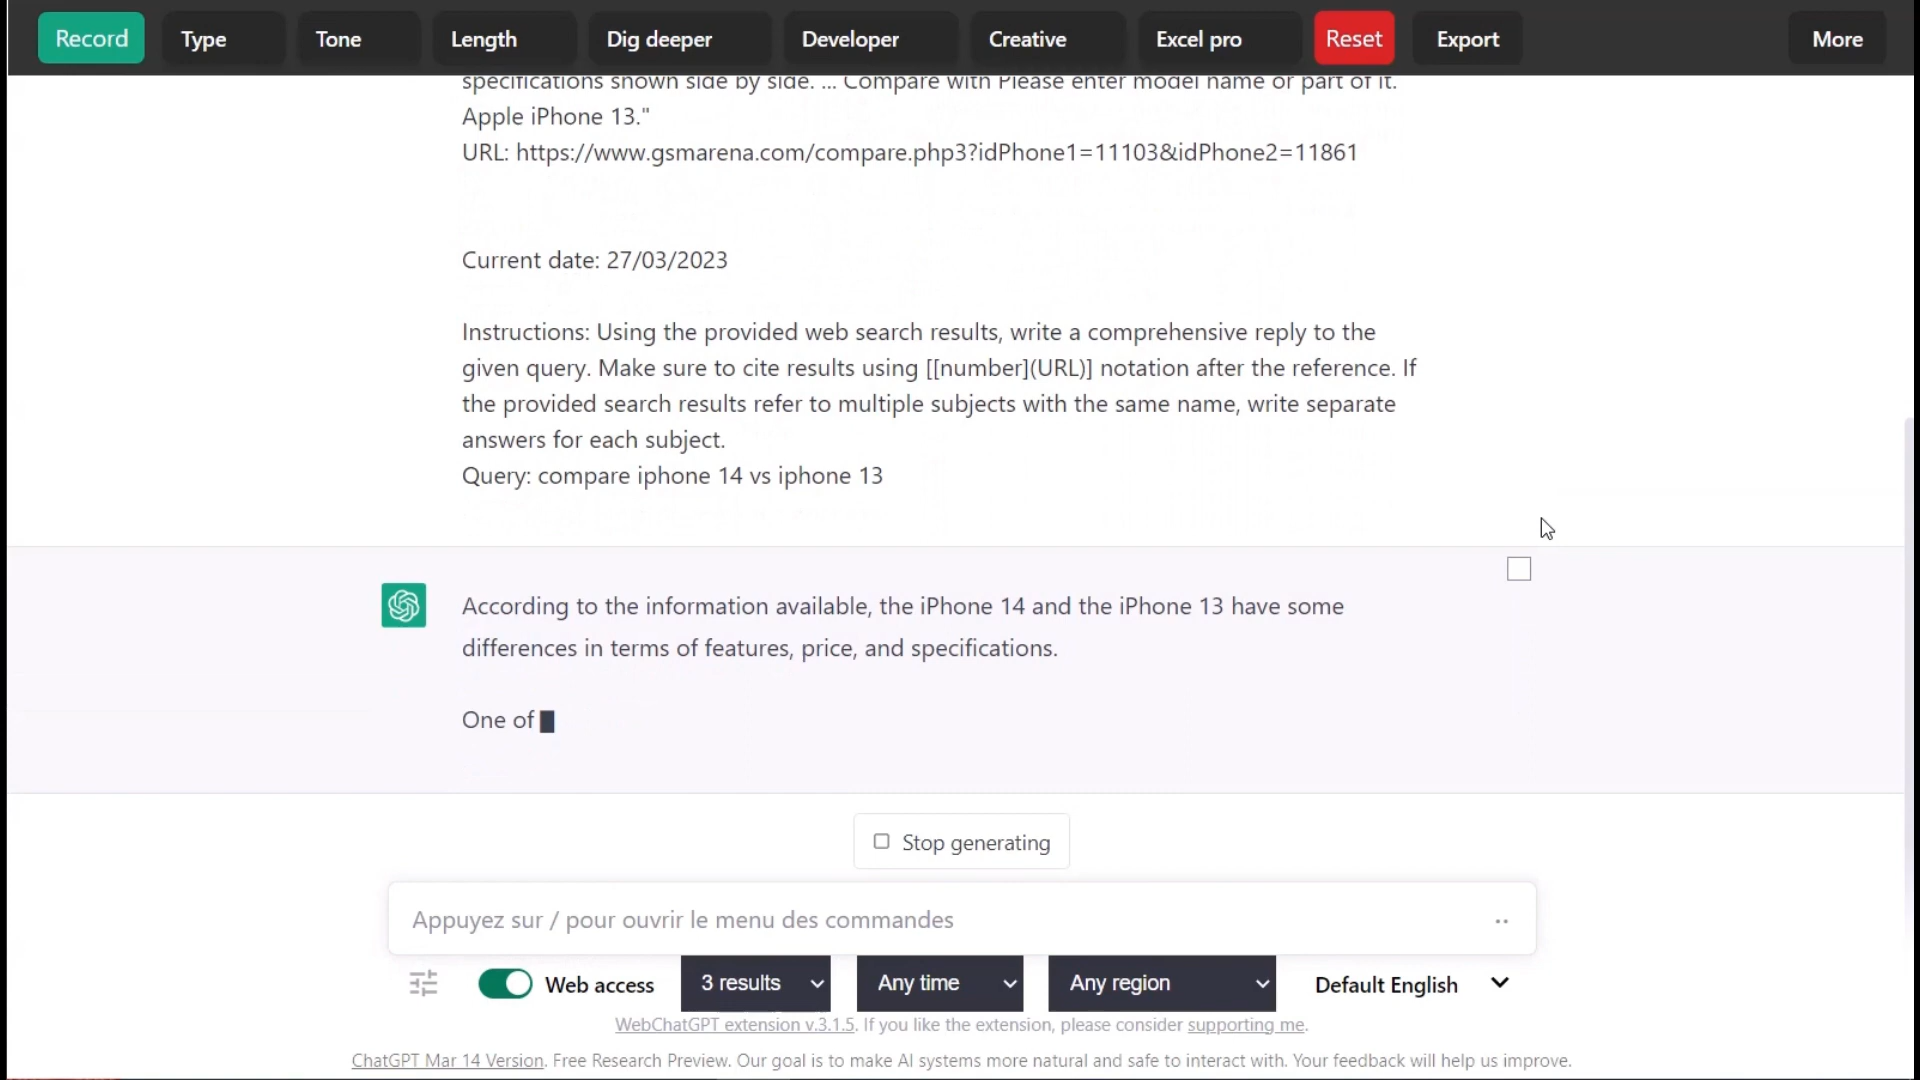 Record Type Tone Length Dig deeper Developer Creative Excel pro Reset Export More
specifications shown side by side. ... Compare with Please enter model name or part of it.
Apple iPhone 13."
URL: https://www.gsmarena.com/compare.php3?idPhone1=11103&idPhone2=11861
Current date: 27/03/2023
Instructions: Using the provided web search results, write a comprehensive reply to the
given query. Make sure to cite results using [[number](URL)] notation after the reference. If
the provided search results refer to multiple subjects with the same name, write separate
answers for each subject.
Query: compare iphone 14 vs iphone 13
According to the information available, the iPhone 14 and the iPhone 13 have some
differences in terms of features, price, and specifications.
One of
Stop generating
Appuyez sur / pour ouvrir le menu des commandes
Web access 3 results Any time Any region Default English
WebChatGPT extension v.3.1.5. If you like the extension, please consider supporting me.
ChatGPT Mar 14 Version. Free Research Preview. Our goal is to make AI systems more natural and safe to interact with. Your feedback will help us improve.